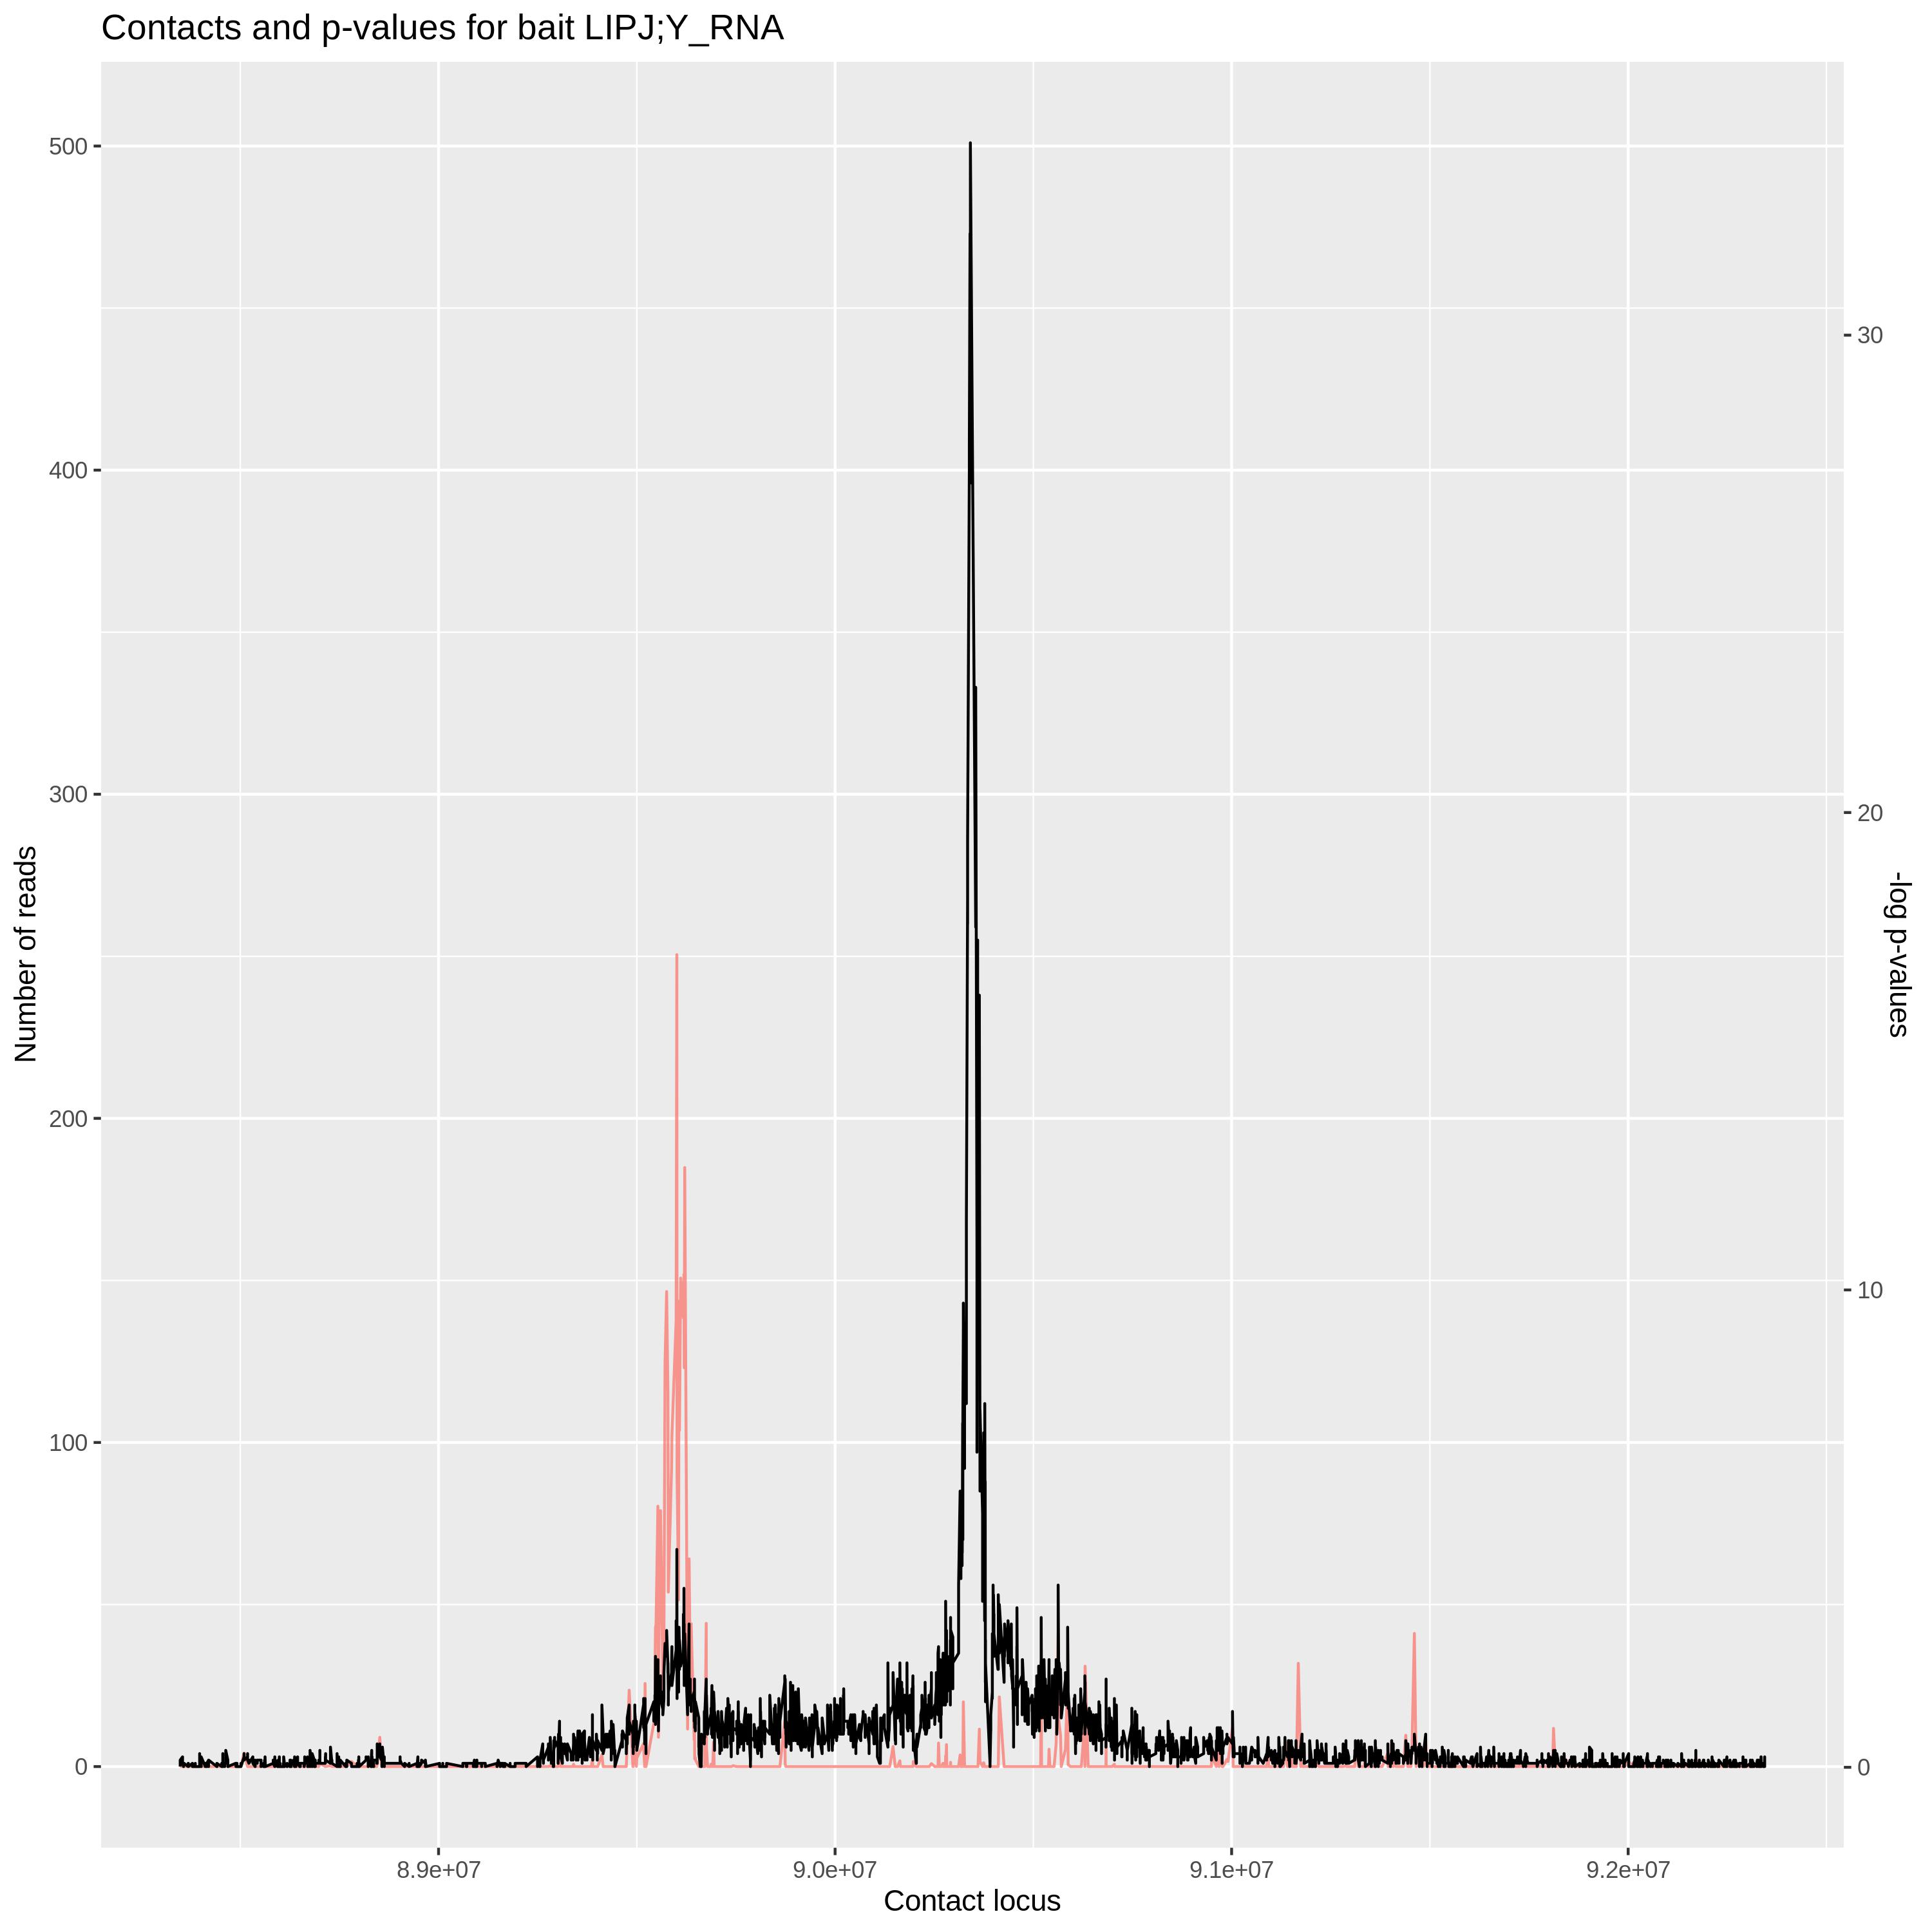 Contacts and p-values for bait LIPJ;Y_RNA
500
400
300
200
100
0
Number of reads
30
20
10
0
-log p-values
8.9e+07
9.0e+07
9.1e+07
9.2e+07
Contact locus